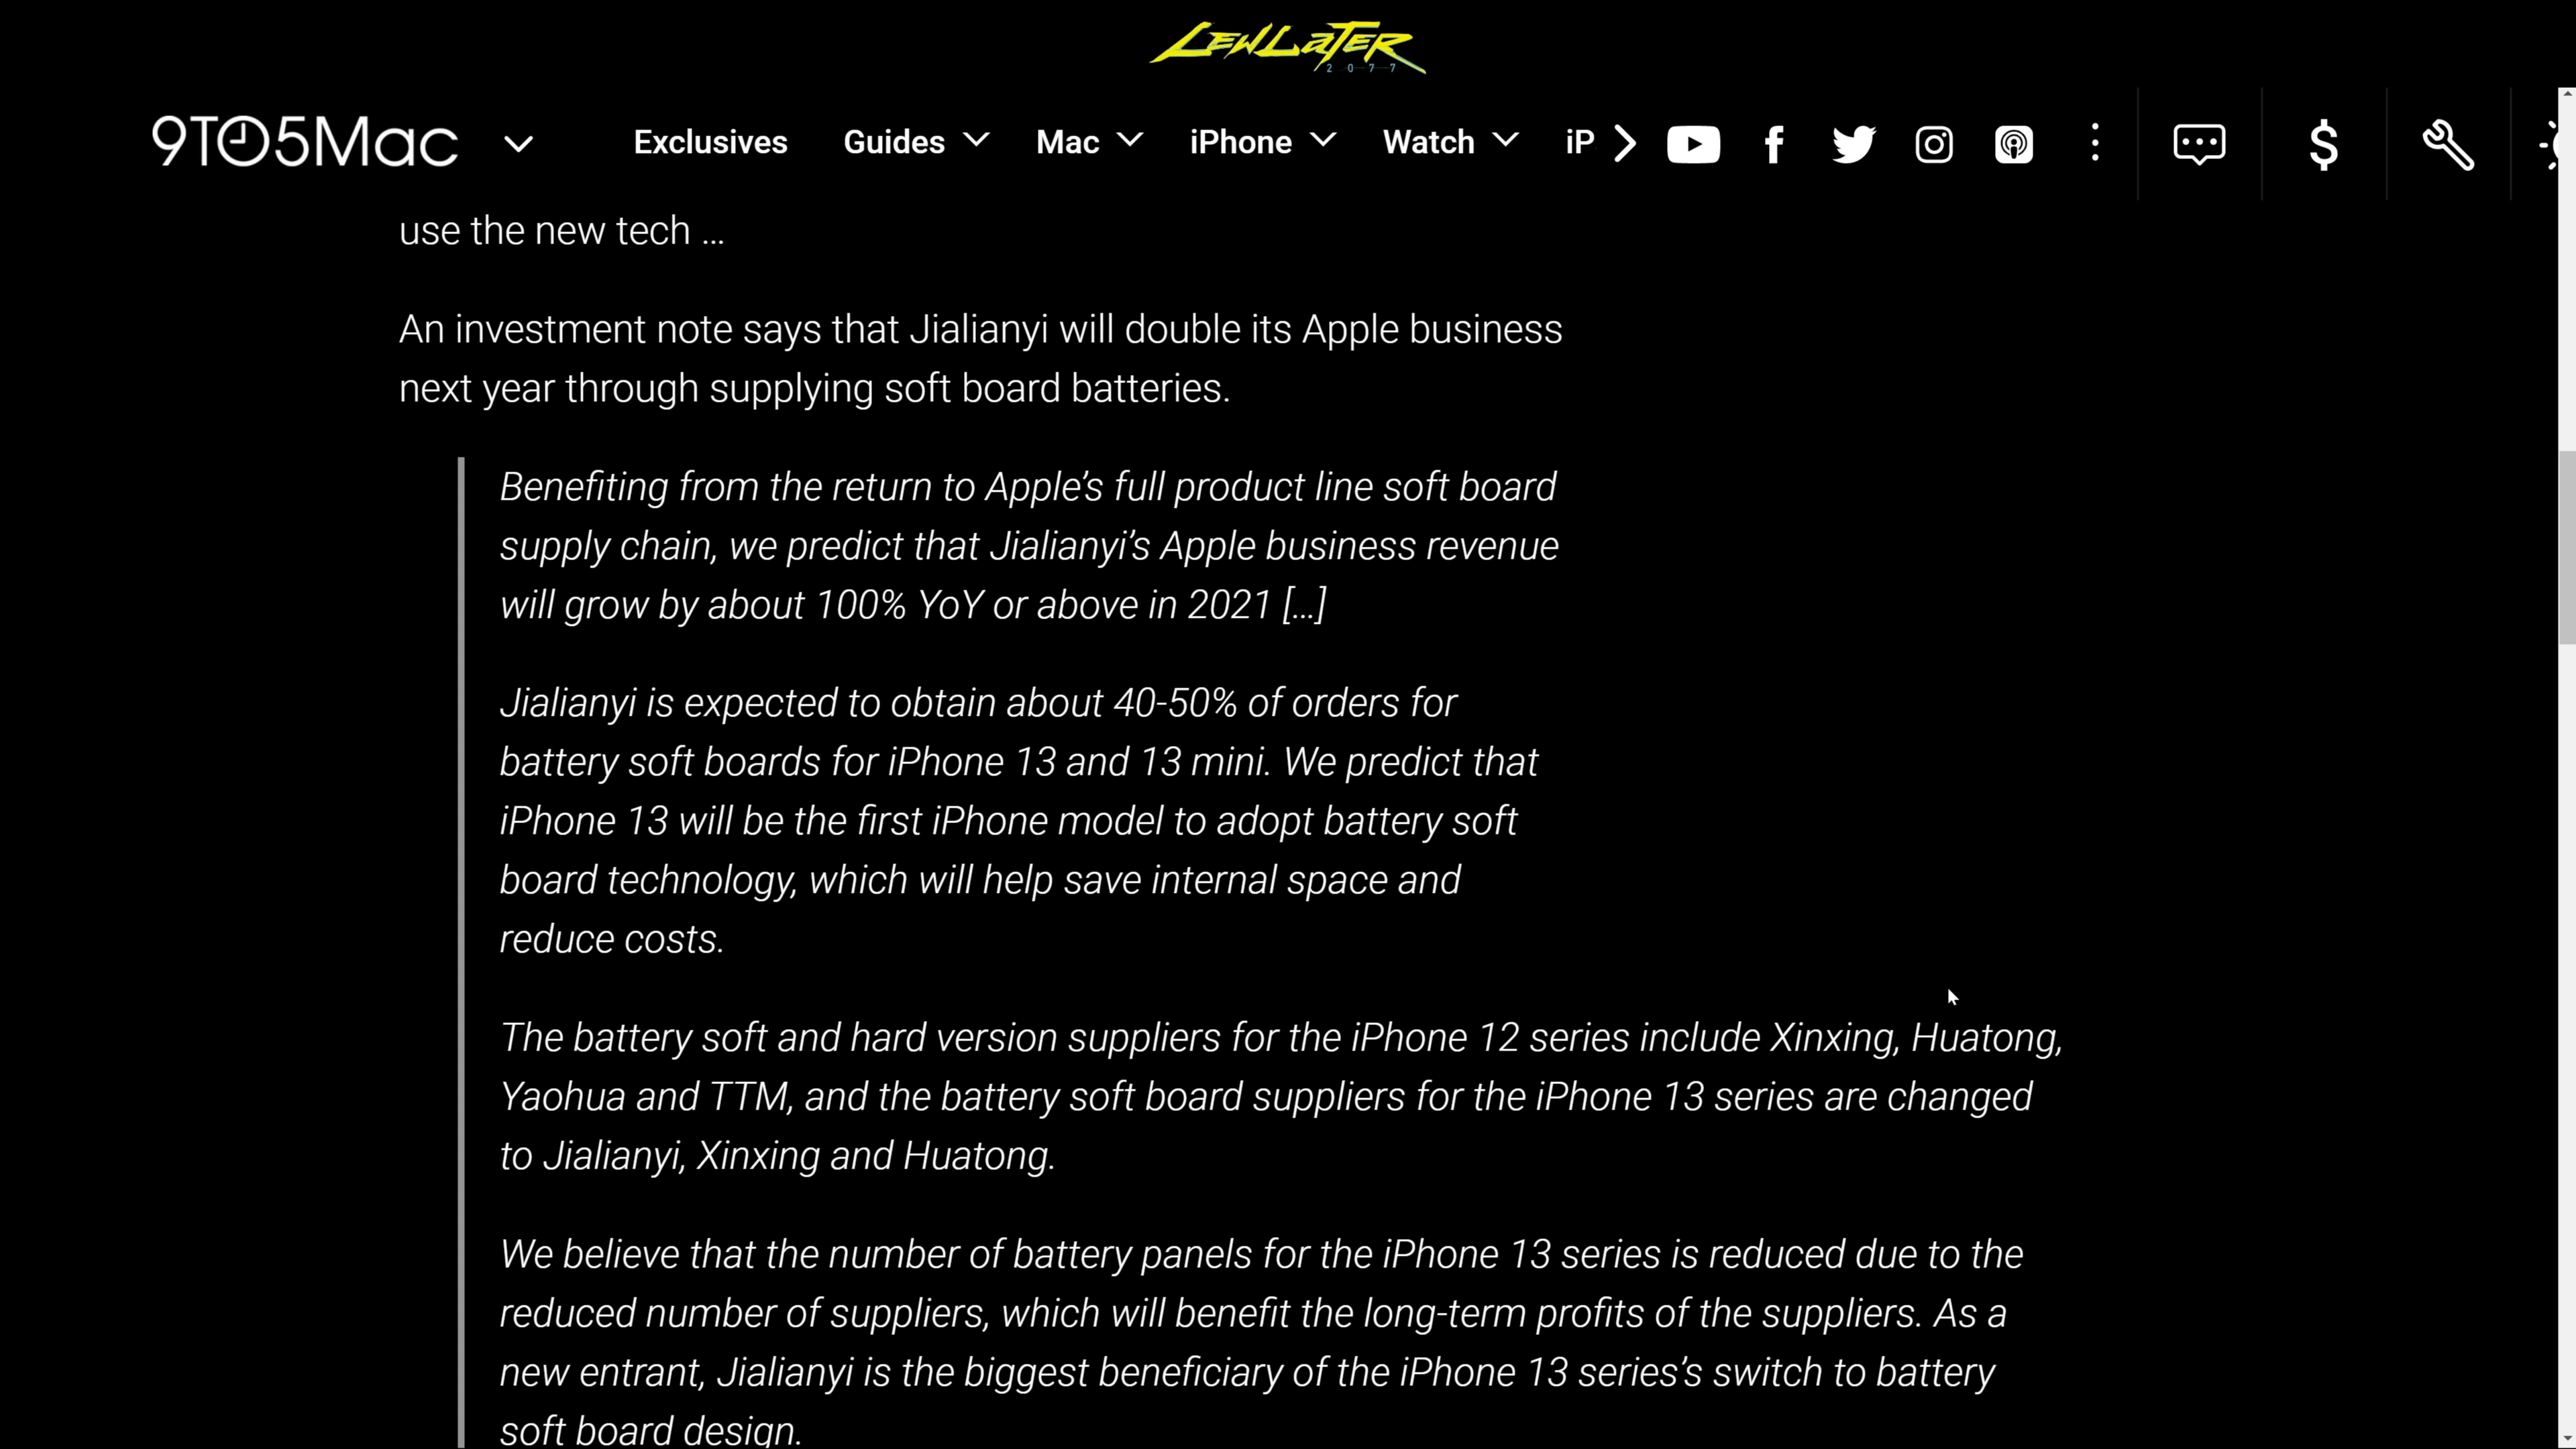 LEWLATER
2077
9TO5Mac Exclusives Guides Mac iPhone Watch iP
use the new tech …
An investment note says that Jialianyi will double its Apple business
next year through supplying soft board batteries.
Benefiting from the return to Apple’s full product line soft board
supply chain, we predict that Jialianyi’s Apple business revenue
will grow by about 100% YoY or above in 2021 […]
Jialianyi is expected to obtain about 40-50% of orders for
battery soft boards for iPhone 13 and 13 mini. We predict that
iPhone 13 will be the first iPhone model to adopt battery soft
board technology, which will help save internal space and
reduce costs.
The battery soft and hard version suppliers for the iPhone 12 series include Xinxing, Huatong,
Yaohua and TTM, and the battery soft board suppliers for the iPhone 13 series are changed
to Jialianyi, Xinxing and Huatong.
We believe that the number of battery panels for the iPhone 13 series is reduced due to the
reduced number of suppliers, which will benefit the long-term profits of the suppliers. As a
new entrant, Jialianyi is the biggest beneficiary of the iPhone 13 series’s switch to battery
soft board design.